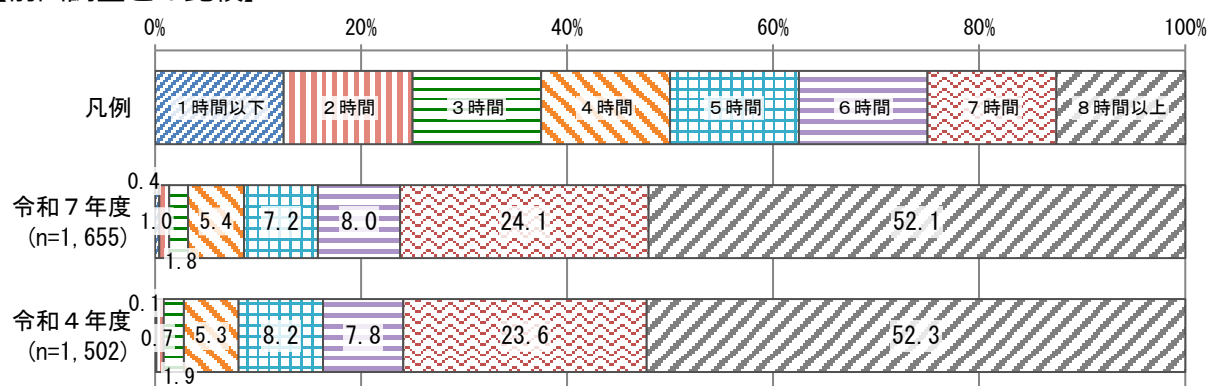 0% 20% 40% 60% 80% 100%
凡例 1時間以下 2時間 3時間 4時間 5時間 6時間 7時間 8時間以上
令和7年度
(n=1,655)
0.4 1.0 1.8 5.4 7.2 8.0 24.1 52.1
令和4年度
(n=1,502)
0.1 0.7 1.9 5.3 8.2 7.8 23.6 52.3